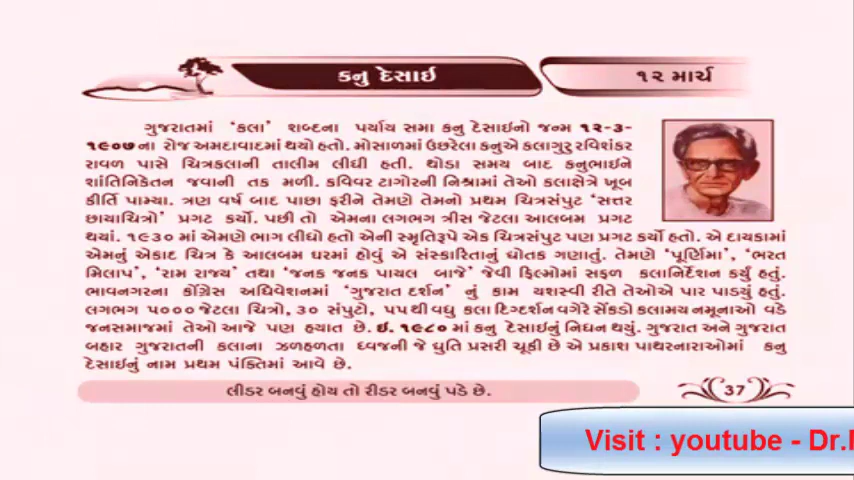 કનુ દેસાઈ
૧૨ માર્ચ
ગુજરાતમાં ‘કલા’ શબ્દના પર્યાય સમા કનુ દેસાઇનો જન્મ ૧૨-૩-
૧૯૦૭ના રોજ અમદાવાદમાં થયો હતો. મોસાળમાં ઉછરેલા કનુએ કલાગુરુ રવિશંકર
રાવળ પાસે ચિત્રકલાની તાલીમ લીધી હતી. થોડા સમય બાદ કનુભાઇને
શાંતિનિકેતન જવાની તક મળી. કવિવર ટાગોરની નિશ્રામાં તેઓ કલાક્ષેત્રે ખૂબ
કીર્તિ પામ્યા. ત્રણ વર્ષ બાદ પાછા ફરીને તેમણે તેમનો પ્રથમ ચિત્રસંપુટ ‘સત્તર
છાયાચિત્રો’ પ્રગટ કર્યો. પછી તો એમના લગભગ ત્રીસ જેટલા આલબમ પ્રગટ
થયાં. ૧૯૩૦ માં એમણે ભાગ લીધો હતો એની સ્મૃતિરૂપે એક ચિત્રસંપુટ પણ પ્રગટ કર્યો હતો. એ દાયકામાં
એમનું એકાદ ચિત્ર કે આલબમ ઘરમાં હોવું એ સંસ્કારિતાનું દ્યોતક ગણાતું. તેમણે ‘પૂર્ણિમા’, ‘ભરત
મિલાપ’, ‘રામ રાજ્ય’ તથા ‘જનક જનક પાયલ બાજે’ જેવી ફિલ્મોમાં સફળ કલાનિર્દેશન કર્યું હતું.
ભાવનગરના કોંગ્રેસ અધિવેશનમાં ‘ગુજરાત દર્શન’ નું કામ યશસ્વી રીતે તેઓએ પાર પાડયું હતું.
લગભગ ૫૦૦૦ જેટલા ચિત્રો, ૩૦ સંપુટો, ૫૫થી વધુ કલા દિગ્દર્શન વગેરે સેંકડો કલામય નમૂનાઓ વડે
જનસમાજમાં તેઓ આજે પણ હયાત છે. ઇ. ૧૯૮૦ માં કનુ દેસાઇનું નિધન થયું. ગુજરાત અને ગુજરાત
બહાર ગુજરાતની કલાના ઝળહળતા ધ્વજની જે દ્યુતિ પ્રસરી ચૂકી છે એ પ્રકાશ પાથરનારાઓમાં કનુ
દેસાઇનું નામ પ્રથમ પંક્તિમાં આવે છે.
લીડર બનવું હોય તો રીડર બનવું પડે છે.
37
Visit : youtube - Dr.